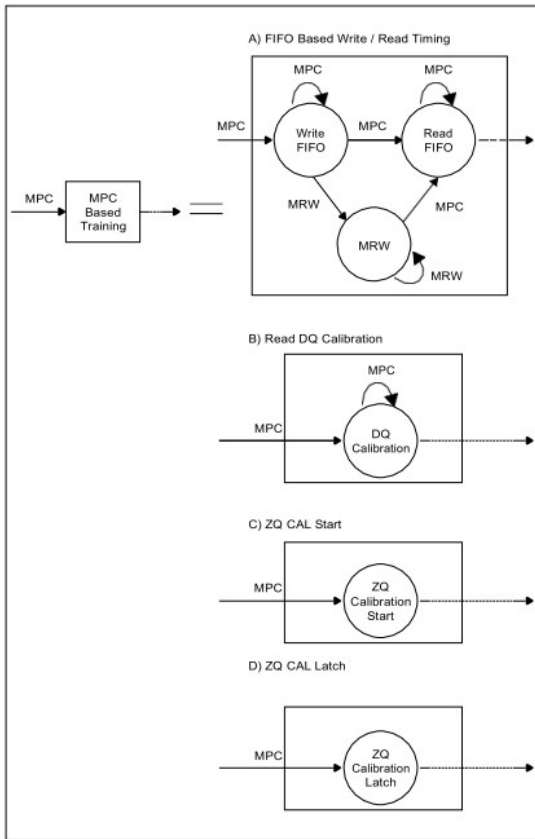 A) FIFO Based Write / Read Timing
MPC
MPC
MPC
Write
FIFO
MPC
Read
FIFO
MPC
MPC
Based
Training
MRW
MPC
MRW
MRW
B) Read DQ Calibration
MPC
MPC
DQ
Calibration
C) ZQ CAL Start
MPC
ZQ
Calibration
Start
D) ZQ CAL Latch
MPC
ZQ
Calibration
Latch